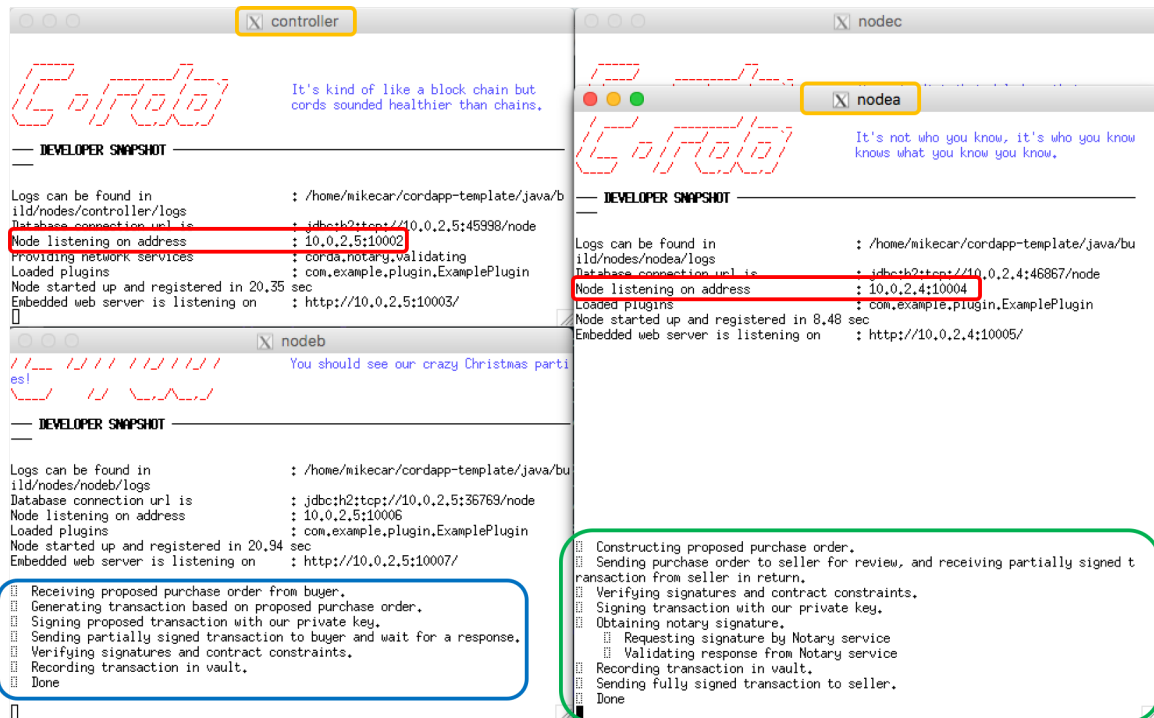 controller
Corda
It's kind of like a block chain but
cords sounded healthier than chains.
DEVELOPER SNAPSHOT
Logs can be found in : /home/mikecar/cordapp-template/java/b
ild/nodes/controller/logs
Database connection url is : jdbc:h2:tcp://10.0.2.5:45998/node
Node listening on address : 10.0.2.5:10002
Providing network services : corda.notary.validating
Loaded plugins : com.example.plugin.ExamplePlugin
Node started up and registered in 20.35 sec
Embedded web server is listening on : http://10.0.2.5:10003/
nodec
nodea
Corda
It's not who you know, it's who you know
knows what you know you know.
DEVELOPER SNAPSHOT
Logs can be found in : /home/mikecar/cordapp-template/java/bu
ild/nodes/nodea/logs
Database connection url is : jdbc:h2:tcp://10.0.2.4:46867/node
Node listening on address : 10.0.2.4:10004
Loaded plugins : com.example.plugin.ExamplePlugin
Node started up and registered in 8.48 sec
Embedded web server is listening on : http://10.0.2.4:10005/
Constructing proposed purchase order.
Sending purchase order to seller for review, and receiving partially signed t
ransaction from seller in return.
Verifying signatures and contract constraints.
Signing transaction with our private key.
Obtaining notary signature.
Requesting signature by Notary service
Validating response from Notary service
Recording transaction in vault.
Sending fully signed transaction to seller.
Done
nodeb
You should see our crazy Christmas parti
es!
DEVELOPER SNAPSHOT
Logs can be found in : /home/mikecar/cordapp-template/java/bu
ild/nodes/nodeb/logs
Database connection url is : jdbc:h2:tcp://10.0.2.5:36769/node
Node listening on address : 10.0.2.5:10006
Loaded plugins : com.example.plugin.ExamplePlugin
Node started up and registered in 20.94 sec
Embedded web server is listening on : http://10.0.2.5:10007/
Receiving proposed purchase order from buyer.
Generating transaction based on proposed purchase order.
Signing proposed transaction with our private key.
Sending partially signed transaction to buyer and wait for a response.
Verifying signatures and contract constraints.
Recording transaction in vault.
Done